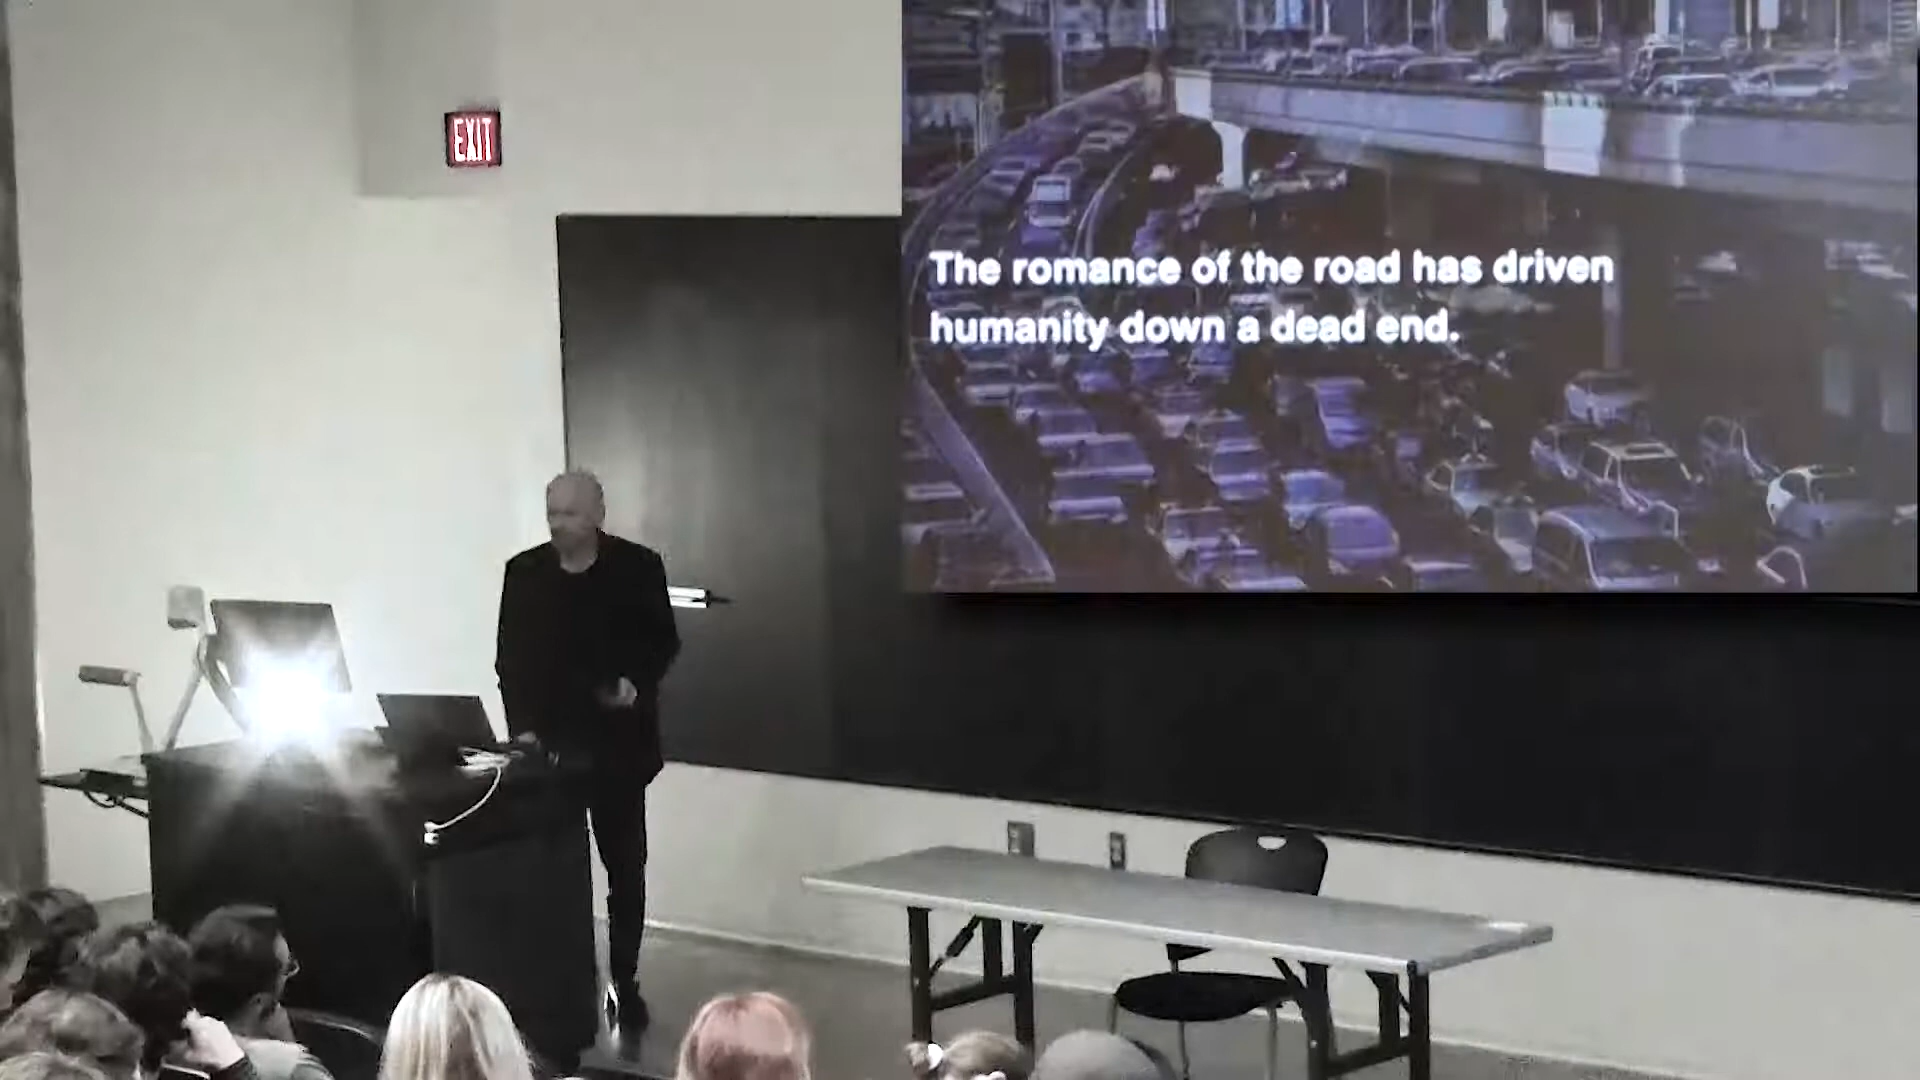 EXIT
The romance of the road has driven
humanity down a dead end.